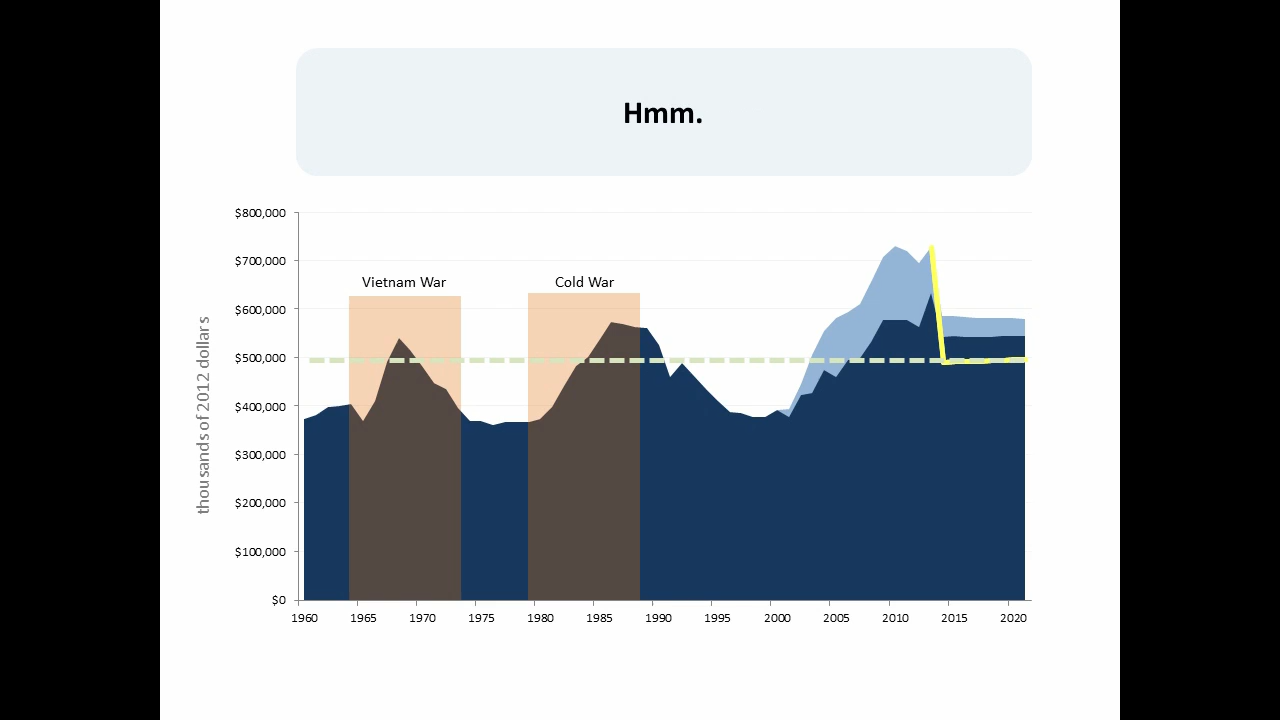 Hmm.
$800,000
$700,000
$600,000
$500,000
$400,000
$300,000
$200,000
$100,000
$0
thousands of 2012 dollars
Vietnam War
Cold War
1960 1965 1970 1975 1980 1985 1990 1995 2000 2005 2010 2015 2020